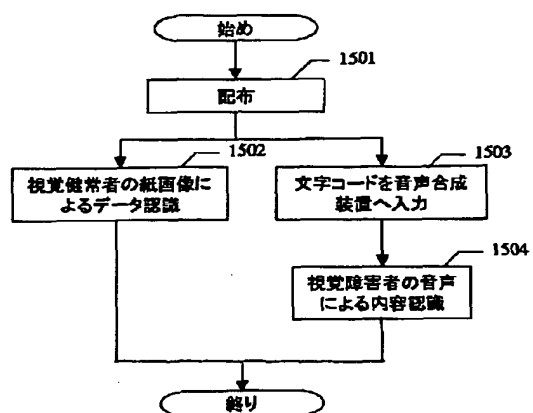 始め
1501
配布
1502
視覚健常者の紙画像に
よるデータ認識
1503
文字コードを音声合成
装置へ入力
1504
視覚障害者の音声
による内容認識
終り